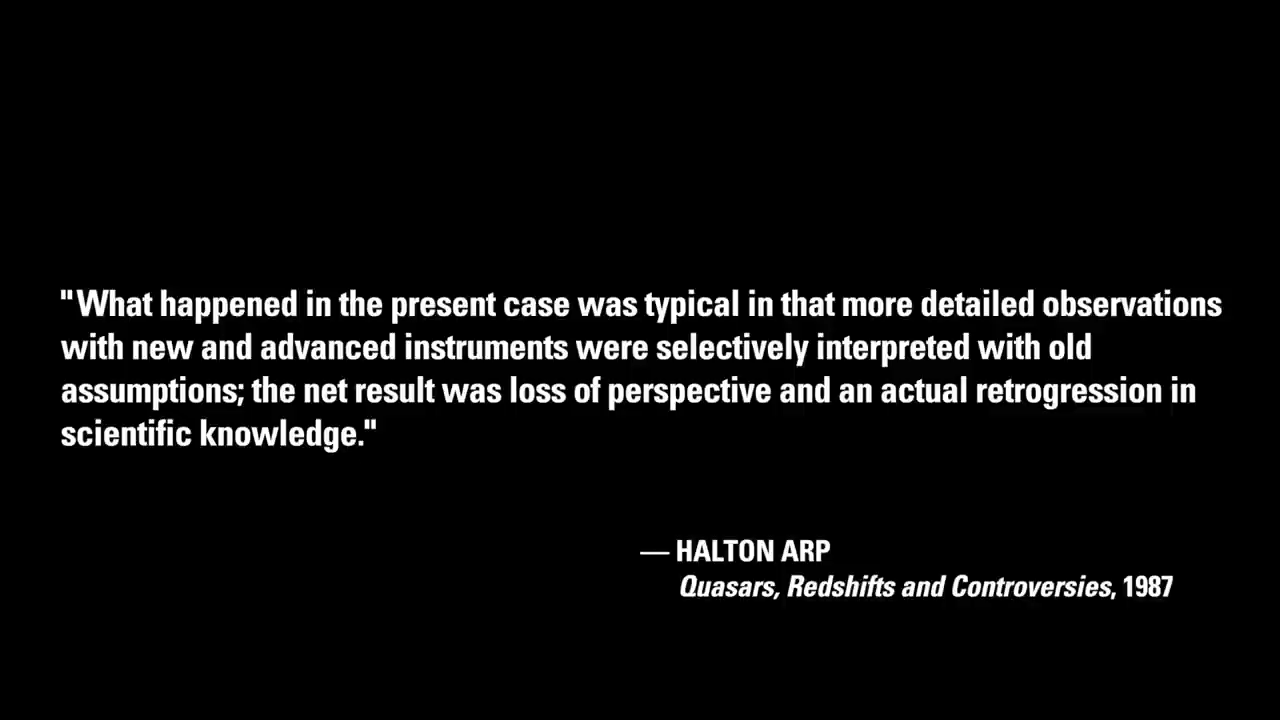 "What happened in the present case was typical in that more detailed observations
with new and advanced instruments were selectively interpreted with old
assumptions; the net result was loss of perspective and an actual retrogression in
scientific knowledge."
— HALTON ARP
Quasars, Redshifts and Controversies, 1987